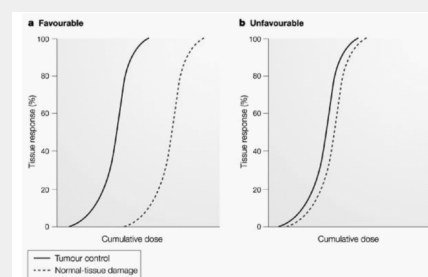 a Favourable
100
80
60
40
20
0
Tissue response (%)
Cumulative dose
b Unfavourable
100
80
60
40
20
0
Tissue response (%)
Cumulative dose
Tumour control
Normal-tissue damage